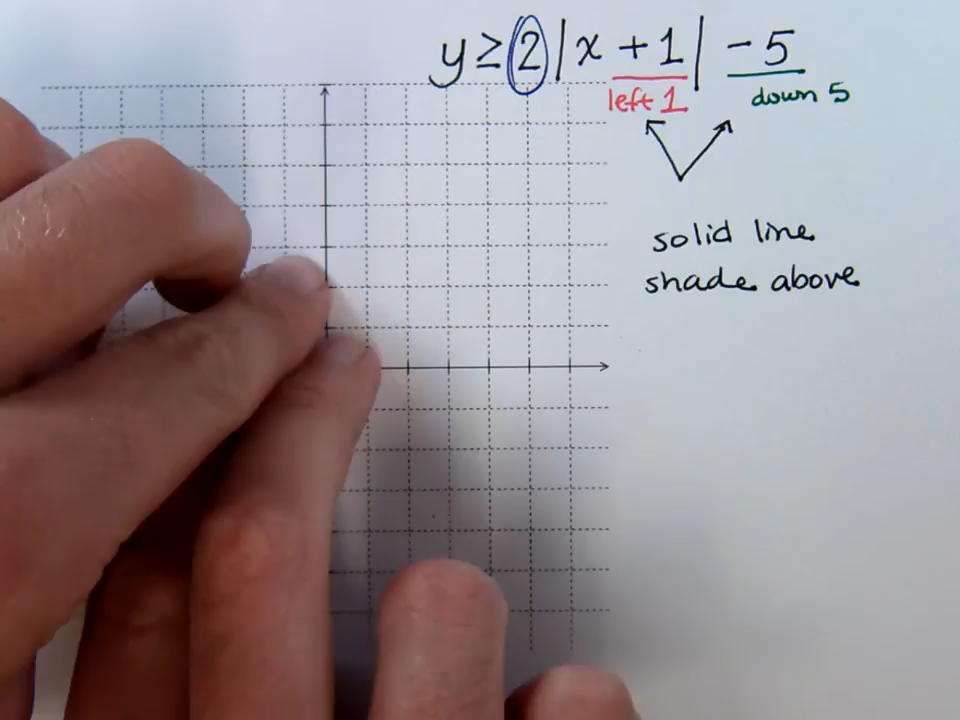 y ≥ 2|x + 1| - 5
left 1
down 5
solid line
shade above